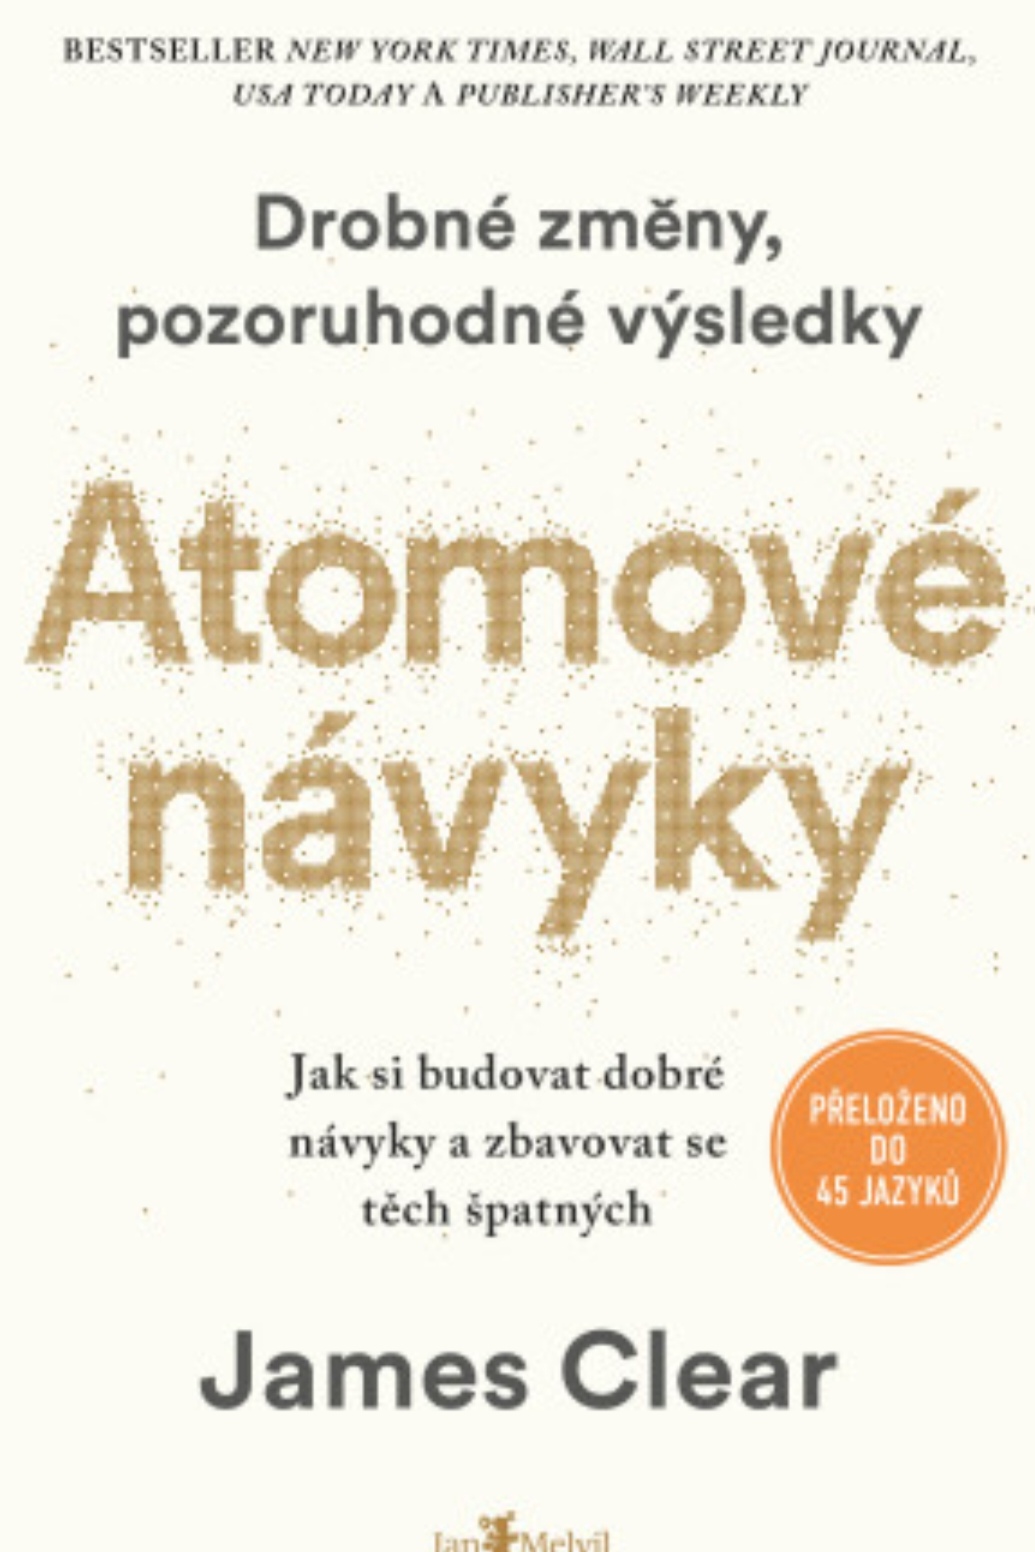 BESTSELLER NEW YORK TIMES, WALL STREET JOURNAL,
USA TODAY A PUBLISHER'S WEEKLY
Drobné změny,
pozoruhodné výsledky
Atomové
návyky
Jak si budovat dobré
návyky a zbavovat se
těch špatných
PŘELOŽENO
DO
45 JAZYKŮ
James Clear
Jan Melvil